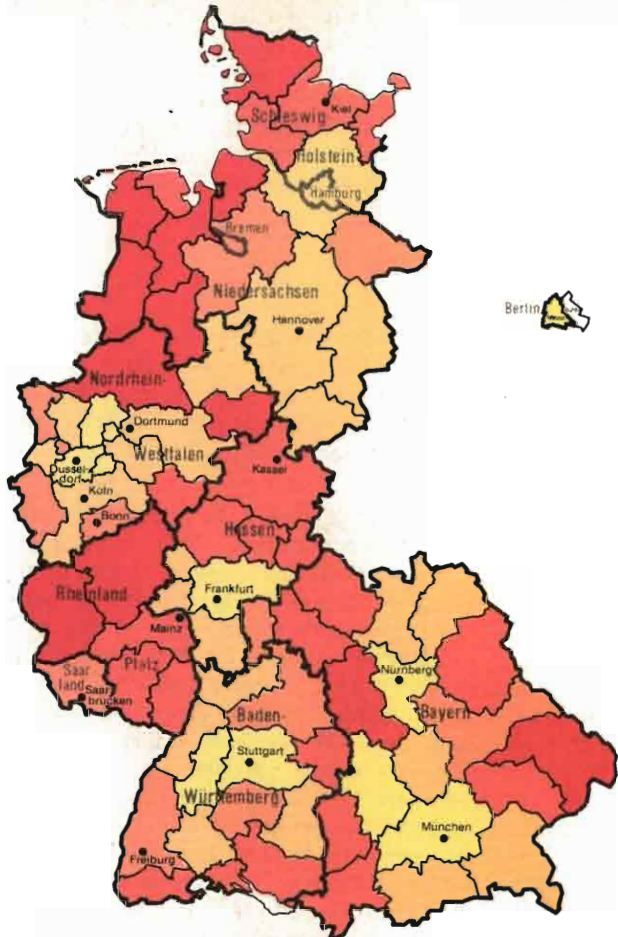 Schleswig
Kiel
Holstein
Hamburg
Bremen
Niedersachsen
Hannover
Berlin
Nordrhein-
Dortmund
Westfalen
Düssel-
dorf
Köln
Bonn
Kassel
Hessen
Rheinland
Frankfurt
Mainz
Pfalz
Saar
land
Saar
brücken
Nürnberg
Bayern
Baden-
Stuttgart
Württemberg
München
Freiburg